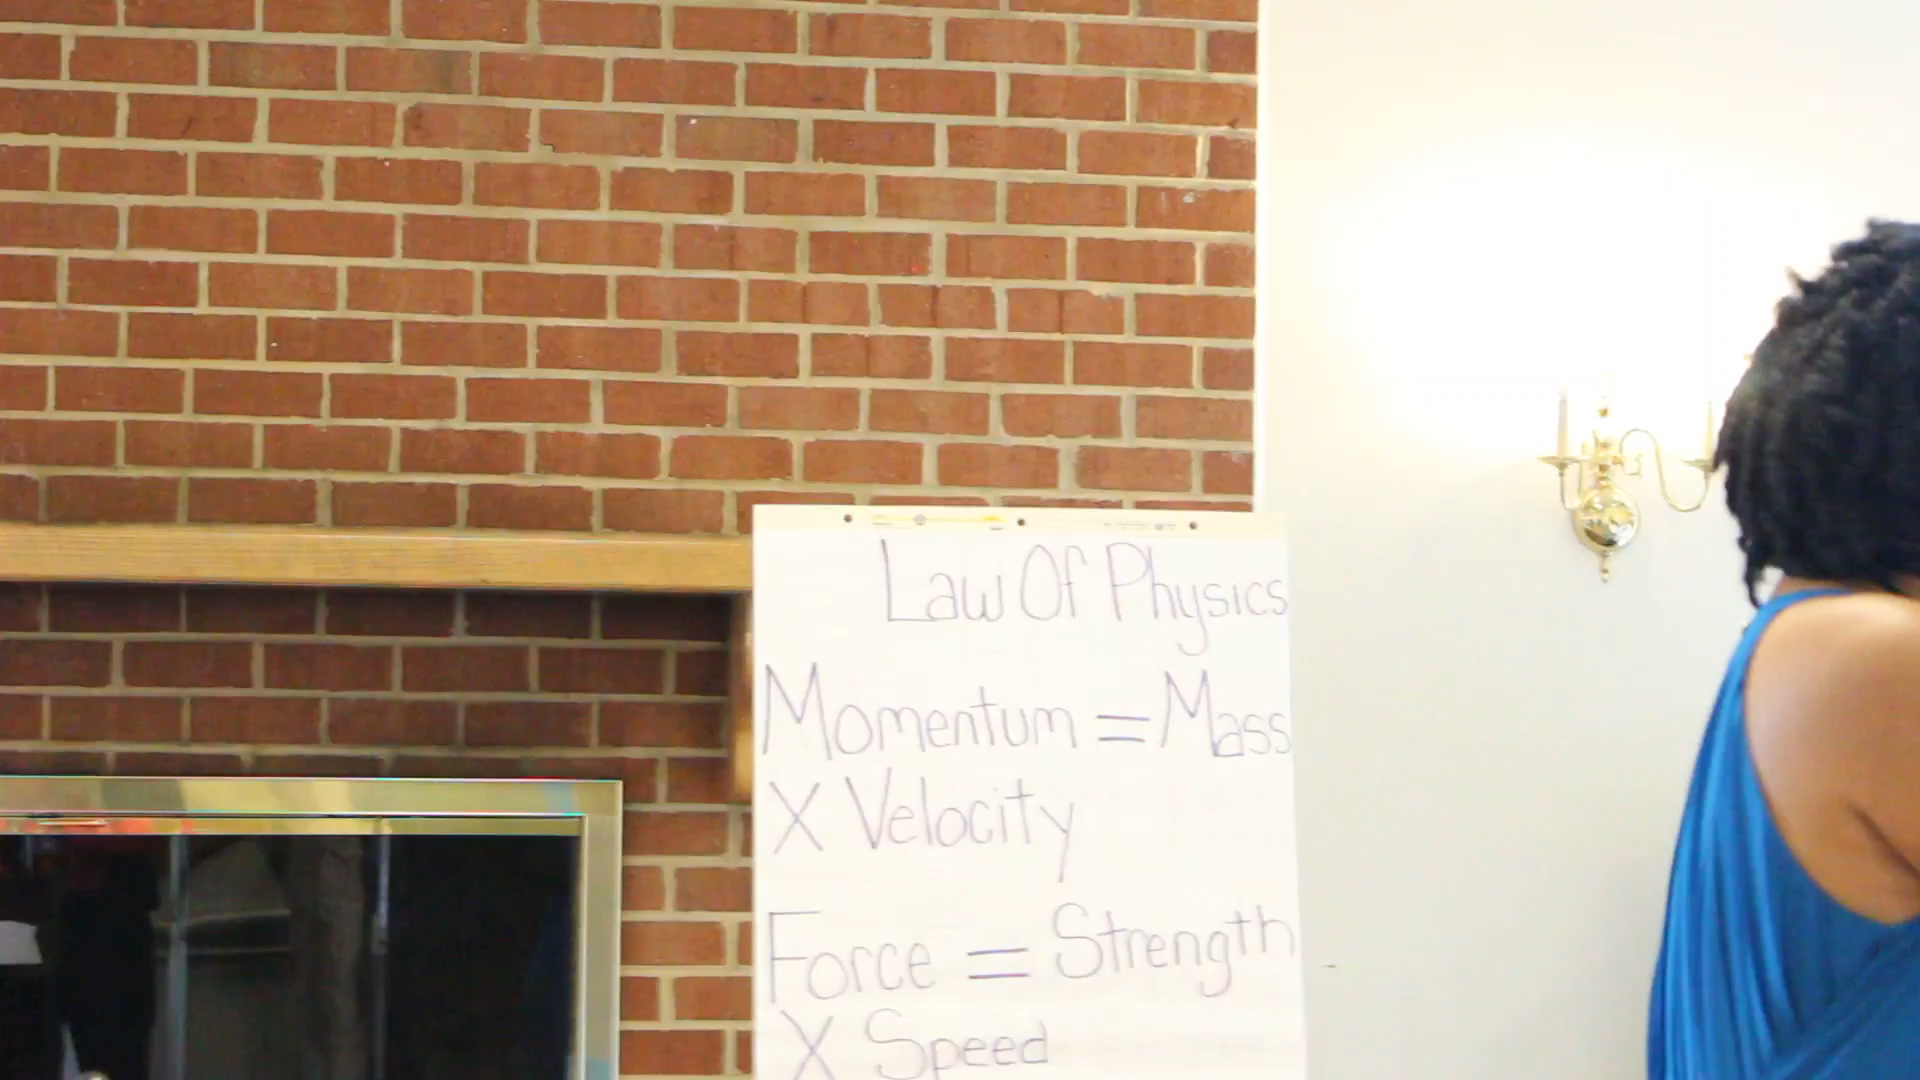 Law Of Physics
Momentum = Mass
X Velocity
Force = Strength
X Speed